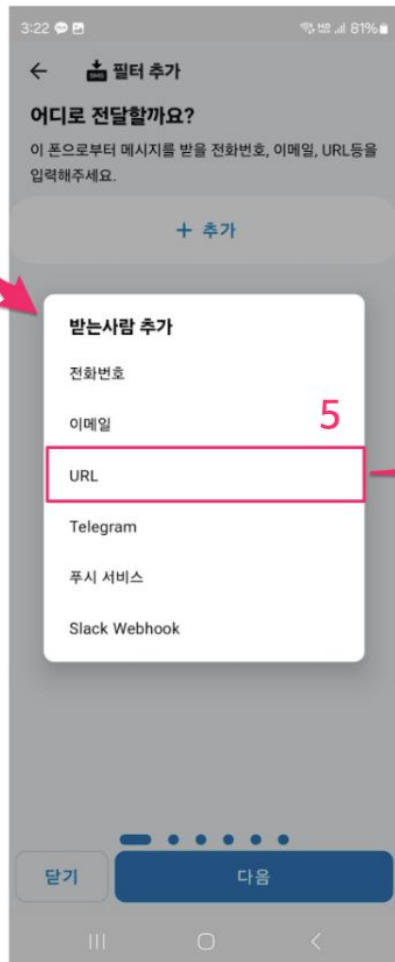 3:22
81%
SMS 필터 추가
어디로 전달할까요?
이 폰으로부터 메시지를 받을 전화번호, 이메일, URL등을
입력해주세요.
+ 추가
받는사람 추가
전화번호
이메일
5
URL
Telegram
푸시 서비스
Slack Webhook
닫기
다음